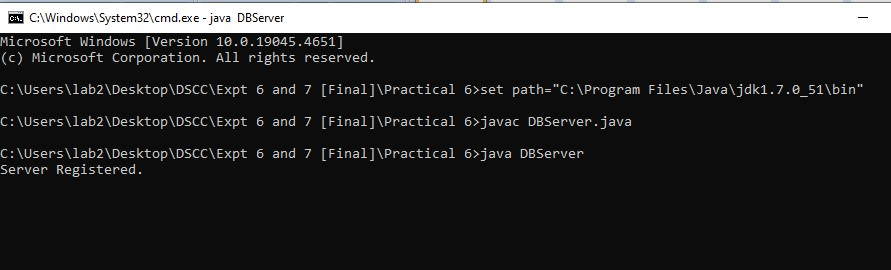 C:\Windows\System32\cmd.exe - java  DBServer
Microsoft Windows [Version 10.0.19045.4651]
(c) Microsoft Corporation. All rights reserved.
C:\Users\lab2\Desktop\DSCC\Expt 6 and 7 [Final]\Practical 6>set path="C:\Program Files\Java\jdk1.7.0_51\bin"
C:\Users\lab2\Desktop\DSCC\Expt 6 and 7 [Final]\Practical 6>javac DBServer.java
C:\Users\lab2\Desktop\DSCC\Expt 6 and 7 [Final]\Practical 6>java DBServer
Server Registered.